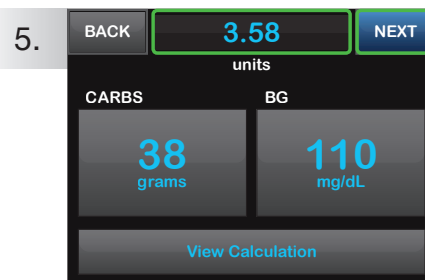 5.
BACK 3.58 NEXT
units
CARBS BG
38 110
grams mg/dL
View Calculation